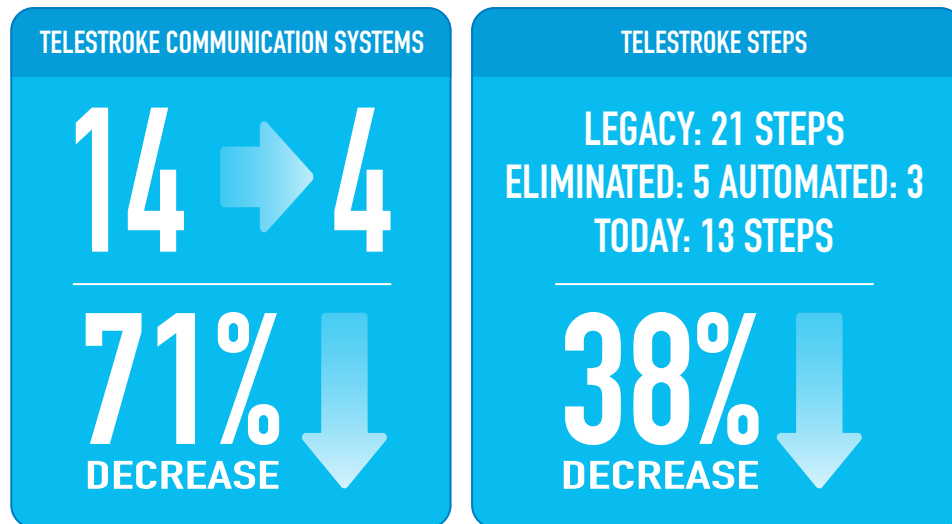 TELESTROKE COMMUNICATION SYSTEMS
14 4
71%
DECREASE
TELESTROKE STEPS
LEGACY: 21 STEPS
ELIMINATED: 5 AUTOMATED: 3
TODAY: 13 STEPS
38%
DECREASE